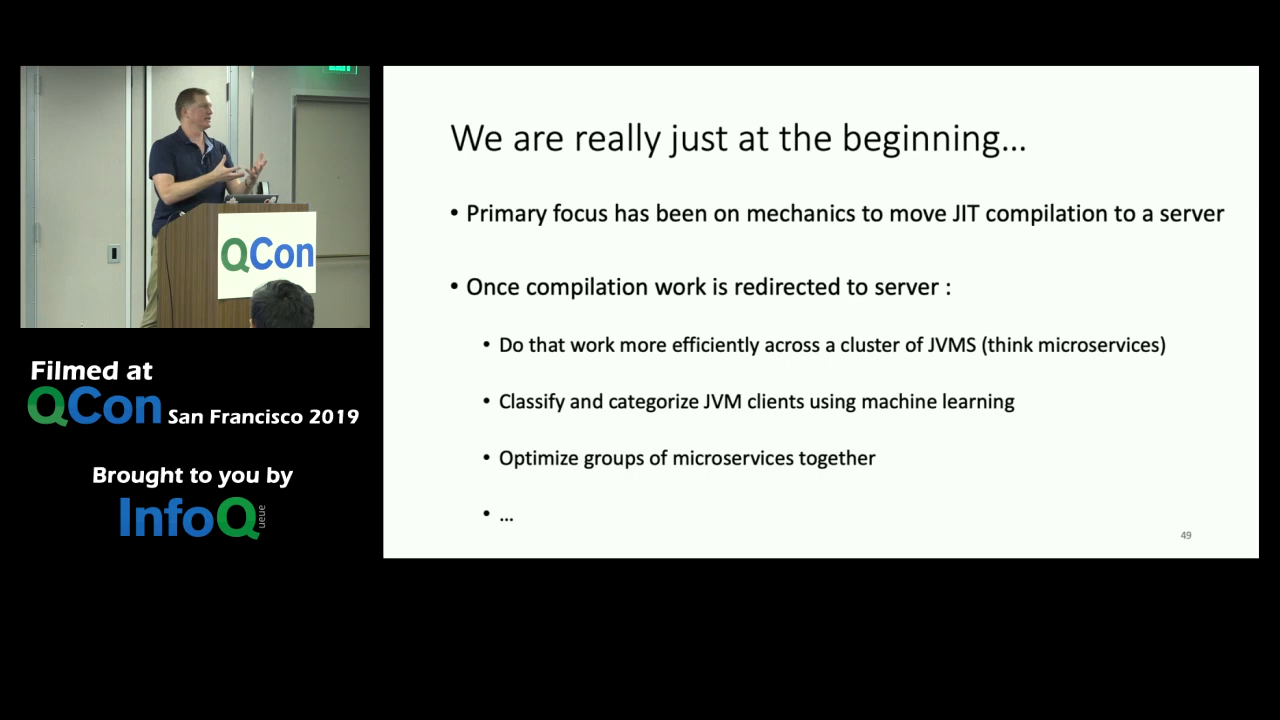 We are really just at the beginning...
• Primary focus has been on mechanics to move JIT compilation to a server
• Once compilation work is redirected to server :
• Do that work more efficiently across a cluster of JVMS (think microservices)
• Classify and categorize JVM clients using machine learning
• Optimize groups of microservices together
• ...
49
QCon
Filmed at
QCon San Francisco 2019
Brought to you by
InfoQ
ueue